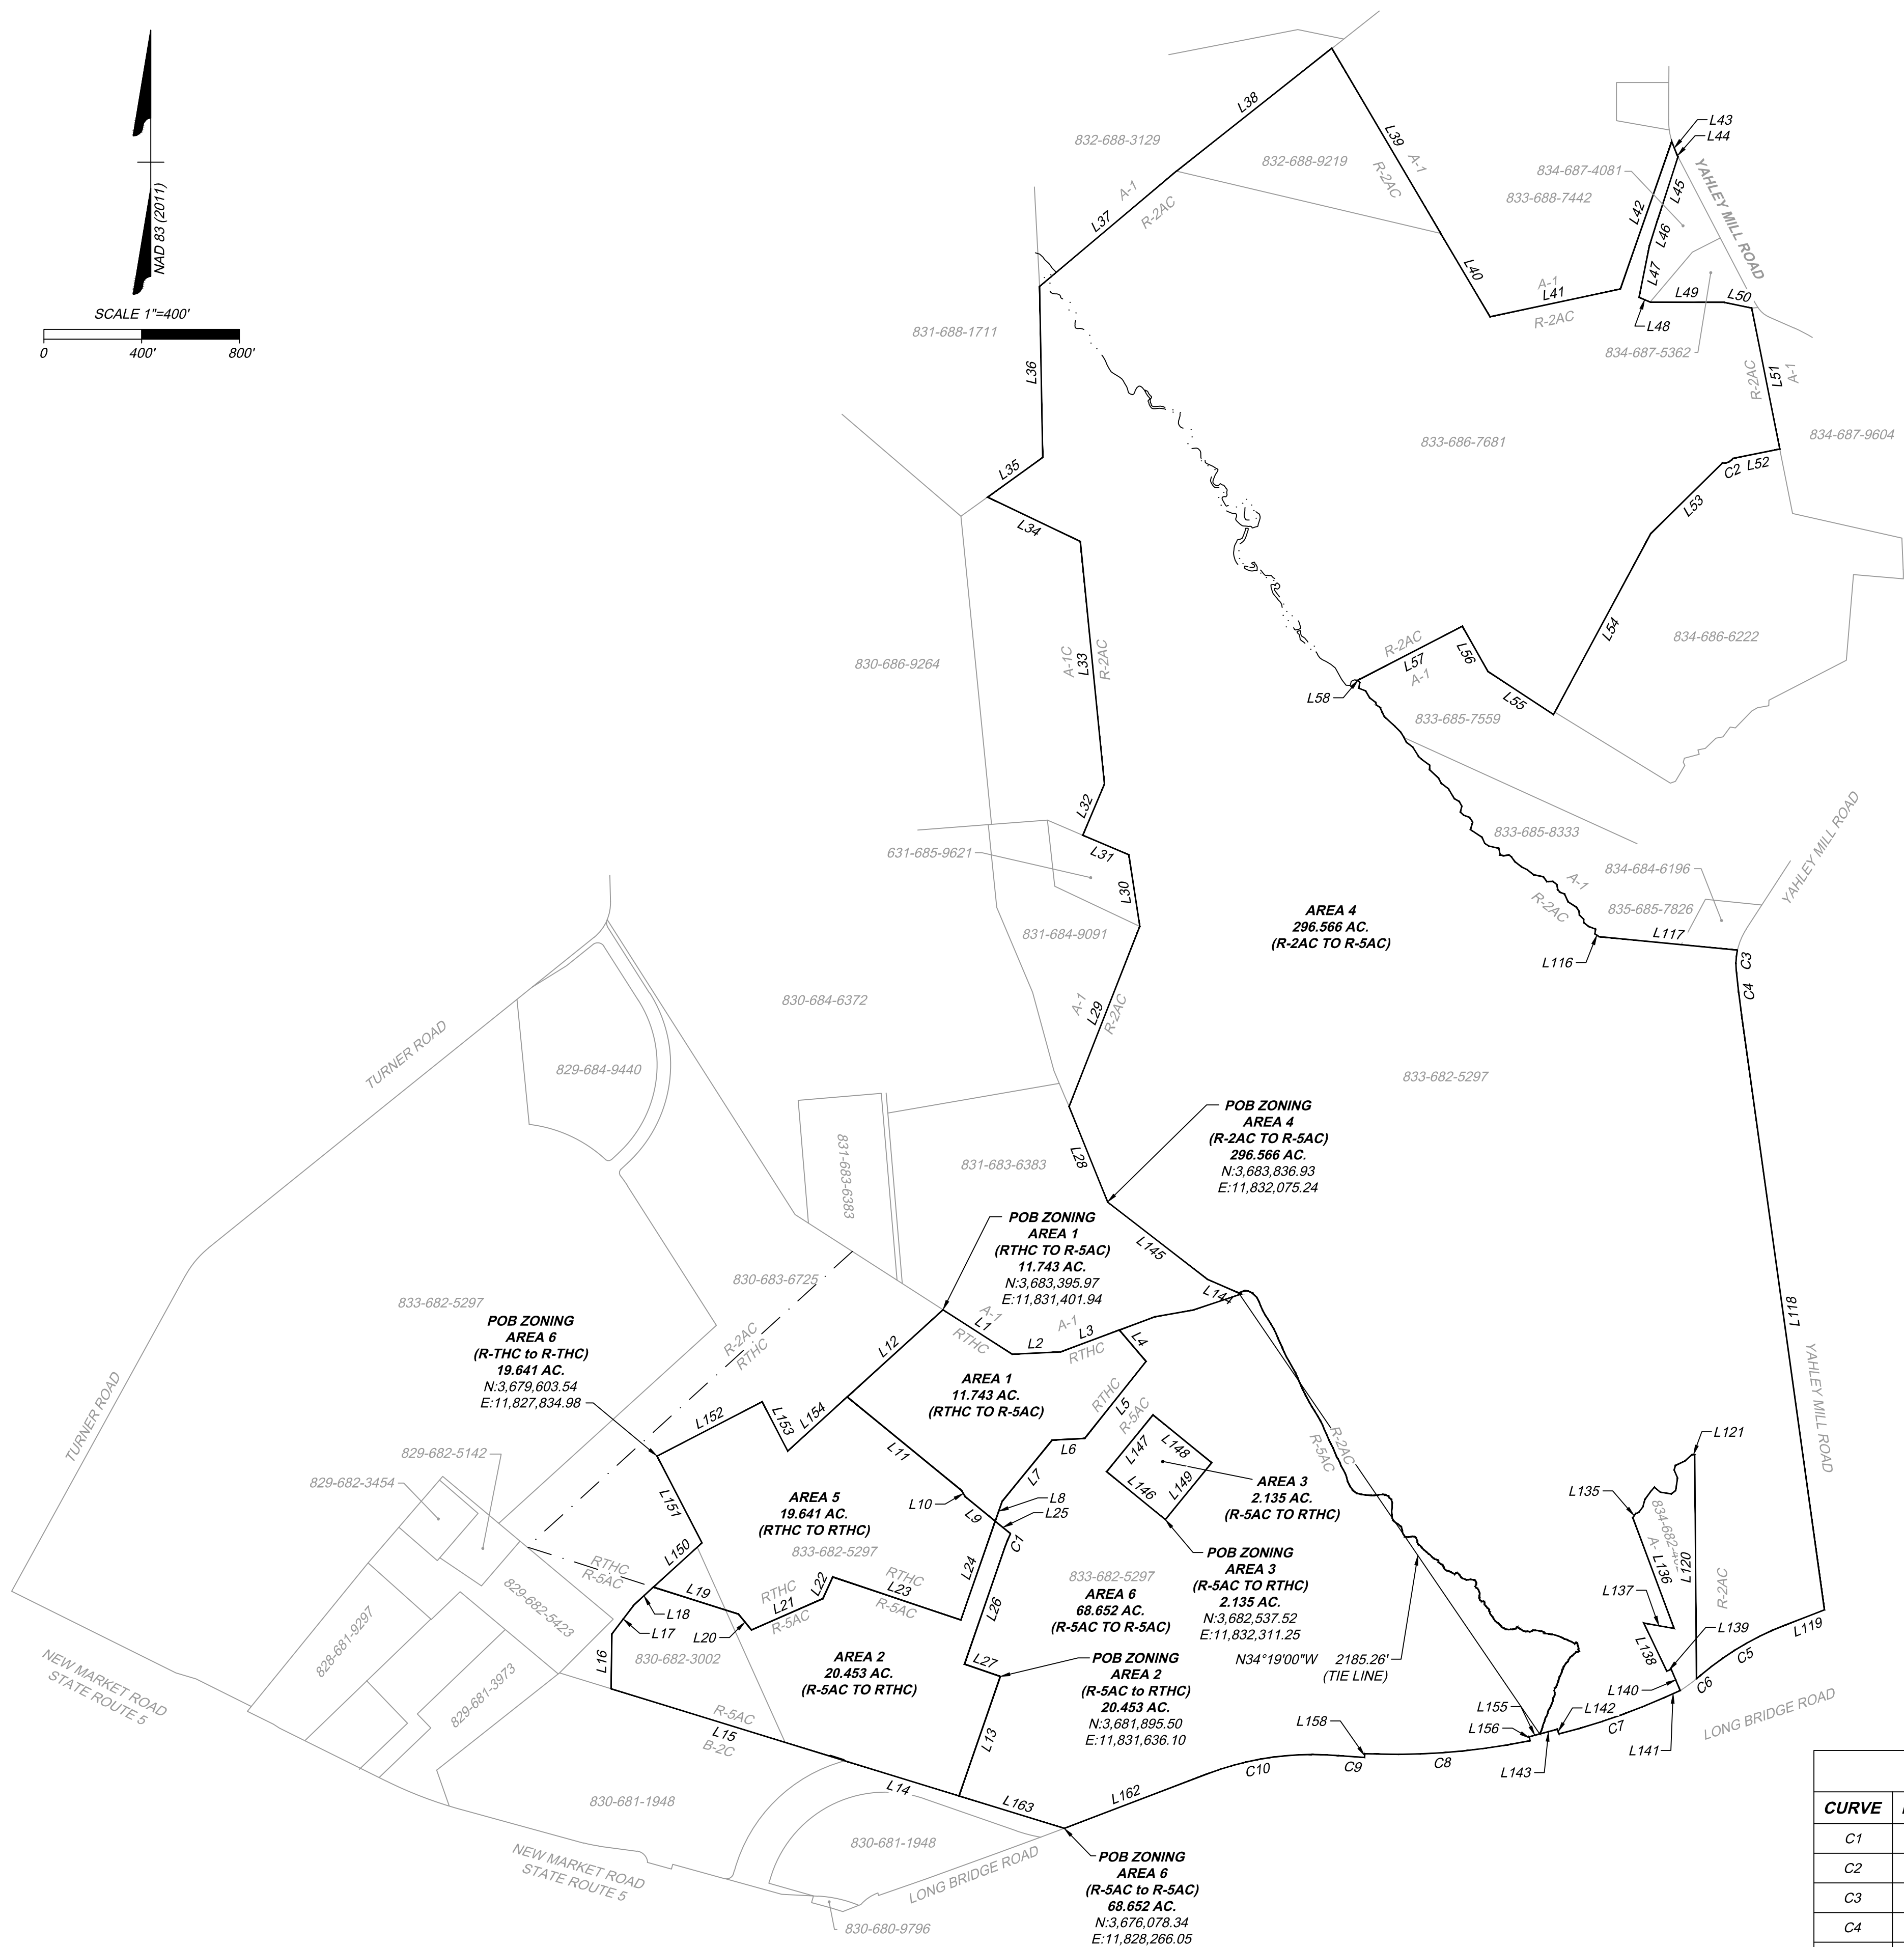 NAD 83 (2011)
SCALE 1"=400'
0 400' 800'
L38
832-688-3129
832-688-9219
L39
A-1
R-2AC
L37
A-1
R-2AC
834-687-4081
833-688-7442
L43
L44
YAHLEY MILL ROAD
L45
L42
L46
L47
L40
A-1
L41
R-2AC
L49
L50
L48
834-687-5362
831-688-1711
L36
R-2AC
L51
A-1
833-686-7681
834-687-9604
L35
C2
L52
L34
L53
830-686-9264
A-1C
L33
R-2AC
L54
834-686-6222
R-2AC
L57
A-1
L56
L55
L58
833-685-7559
L32
833-685-8333
YAHLEY MILL ROAD
631-685-9621
L31
L30
834-684-6196
A-1
R-2AC
835-685-7826
AREA 4
296.566 AC.
(R-2AC TO R-5AC)
831-684-9091
L117
L116
C3
C4
830-684-6372
A-1
L29
R-2AC
TURNER ROAD
829-684-9440
833-682-5297
POB ZONING
AREA 4
(R-2AC TO R-5AC)
296.566 AC.
N:3,683,836.93
E:11,832,075.24
831-683-6383
831-683-6383
L28
POB ZONING
AREA 1
(RTHC TO R-5AC)
11.743 AC.
N:3,683,395.97
E:11,831,401.94
L145
L144
830-683-6725
833-682-5297
L118
YAHLEY MILL ROAD
POB ZONING
AREA 6
(R-THC to R-THC)
19.641 AC.
N:3,679,603.54
E:11,827,834.98
R-2AC
RTHC
L12
A-1
L1
RTHC
L2
A-1
L3
RTHC
L4
AREA 1
11.743 AC.
(RTHC TO R-5AC)
TURNER ROAD
L152
L153
L154
RTHC
L5
R-5AC
L6
L147
L148
L146
L149
R-2AC
R-5AC
L121
829-682-5142
829-682-3454
L11
L7
AREA 3
2.135 AC.
(R-5AC TO RTHC)
L151
AREA 5
19.641 AC.
(RTHC TO RTHC)
833-682-5297
L10
L9
L8
L25
C1
L135
834-682-
A-
L136
L120
R-2AC
L150
RTHC
R-5AC
L19
RTHC
L21
R-5AC
L22
RTHC
L23
R-5AC
L24
833-682-5297
AREA 6
68.652 AC.
(R-5AC TO R-5AC)
POB ZONING
AREA 3
(R-5AC TO RTHC)
2.135 AC.
N:3,682,537.52
E:11,832,311.25
L137
L139
L119
829-682-5423
L18
L17
L20
L16
L26
828-681-9297
830-682-3002
AREA 2
20.453 AC.
(R-5AC TO RTHC)
L27
POB ZONING
AREA 2
(R-5AC to RTHC)
20.453 AC.
N:3,681,895.50
E:11,831,636.10
N34°19'00"W 2185.26'
(TIE LINE)
L138
C5
C6
L140
829-681-3973
NEW MARKET ROAD
STATE ROUTE 5
R-5AC
L15
B-2C
L13
L158
L155
L156
L142
C7
LONG BRIDGE ROAD
L143
L141
C10
C9
C8
L14
L163
L162
830-681-1948
830-681-1948
NEW MARKET ROAD
STATE ROUTE 5
LONG BRIDGE ROAD
POB ZONING
AREA 6
(R-5AC to R-5AC)
68.652 AC.
N:3,676,078.34
E:11,828,266.05
830-680-9796
CURVE
C1
C2
C3
C4